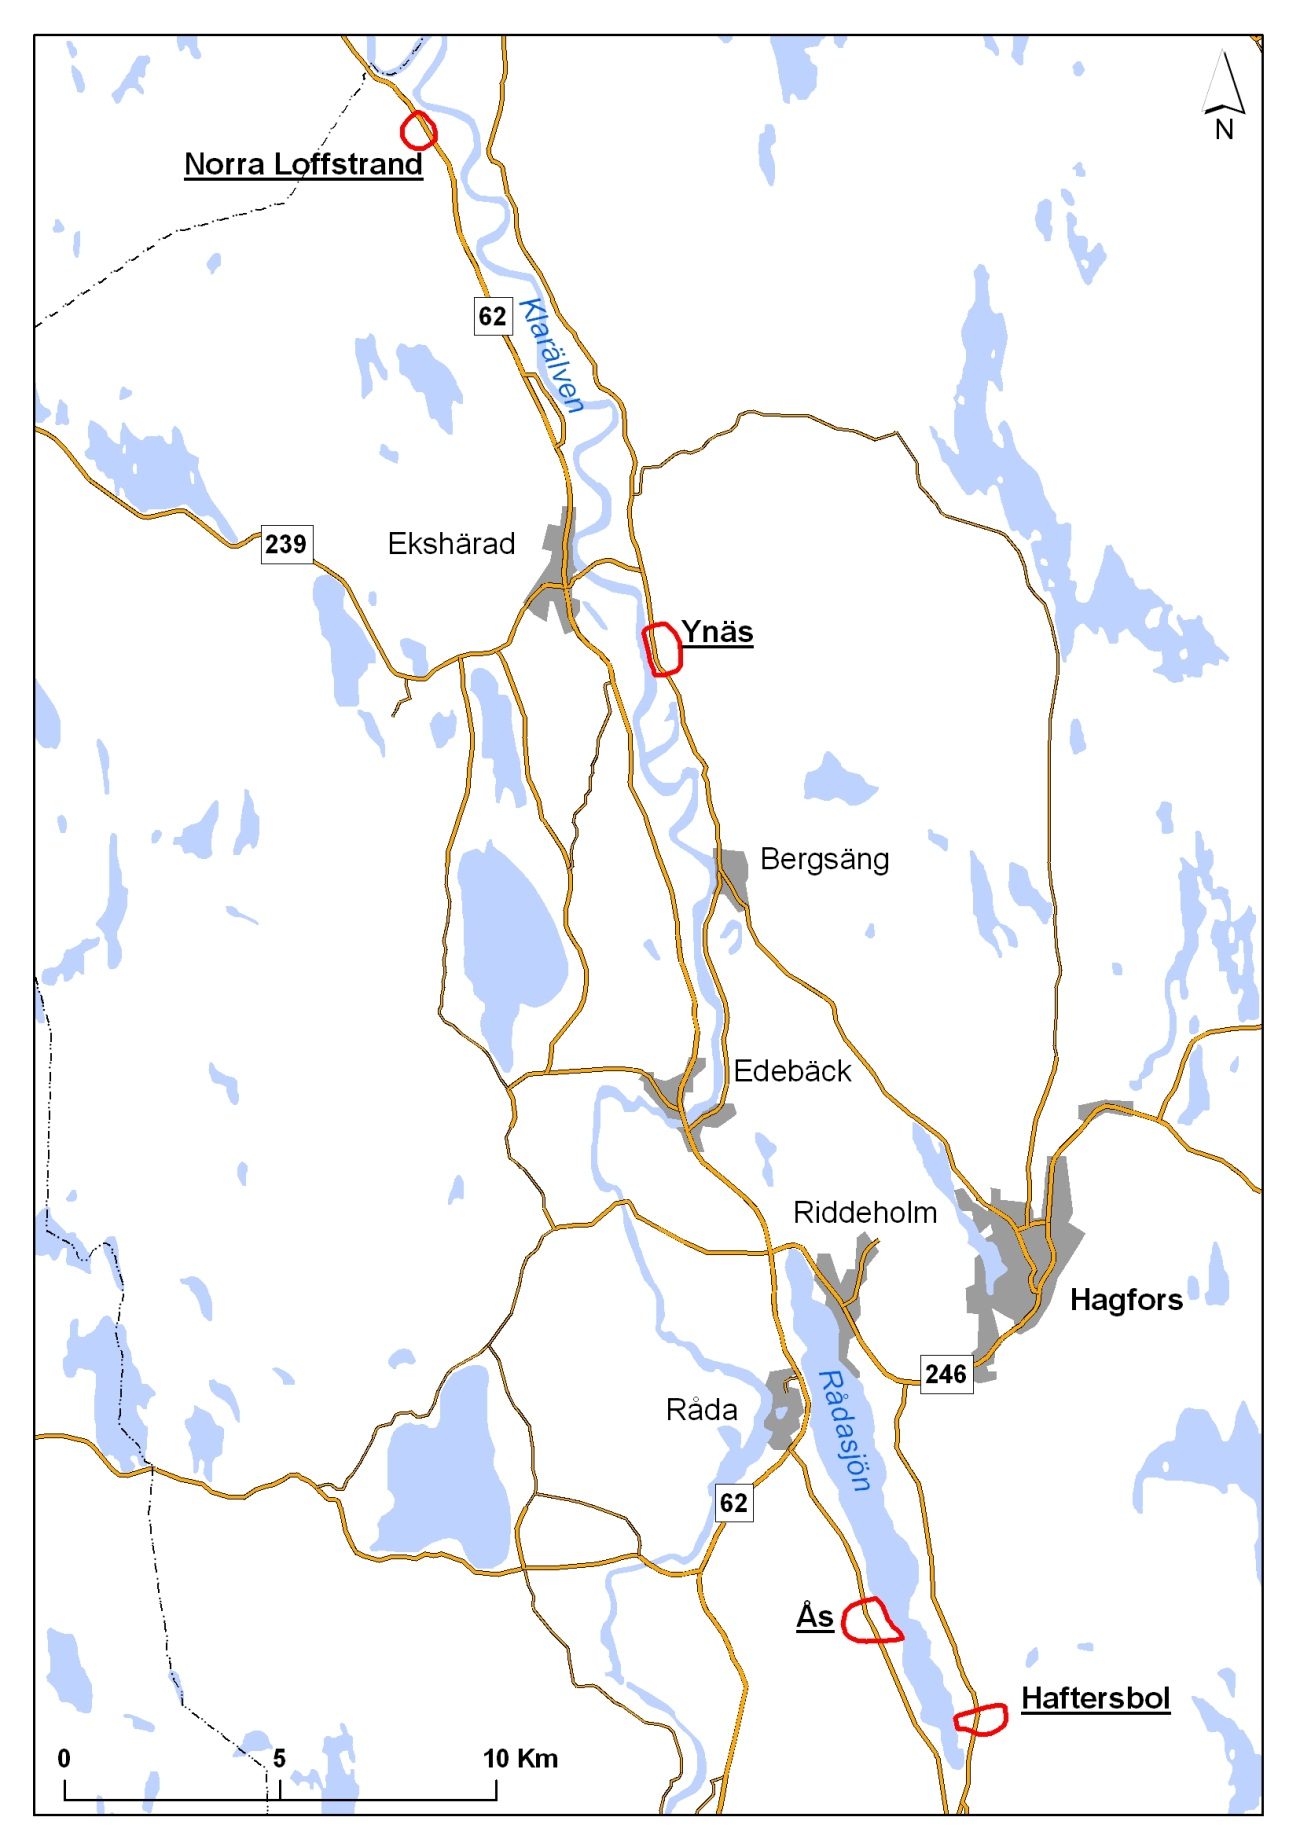 N
Norra Loffstrand
62
Klarälven
Ekshärad
239
Ynäs
Bergsäng
Edebäck
Riddeholm
Hagfors
246
Råda
Rådasjön
62
Ås
Haftersbol
0 5 10 Km